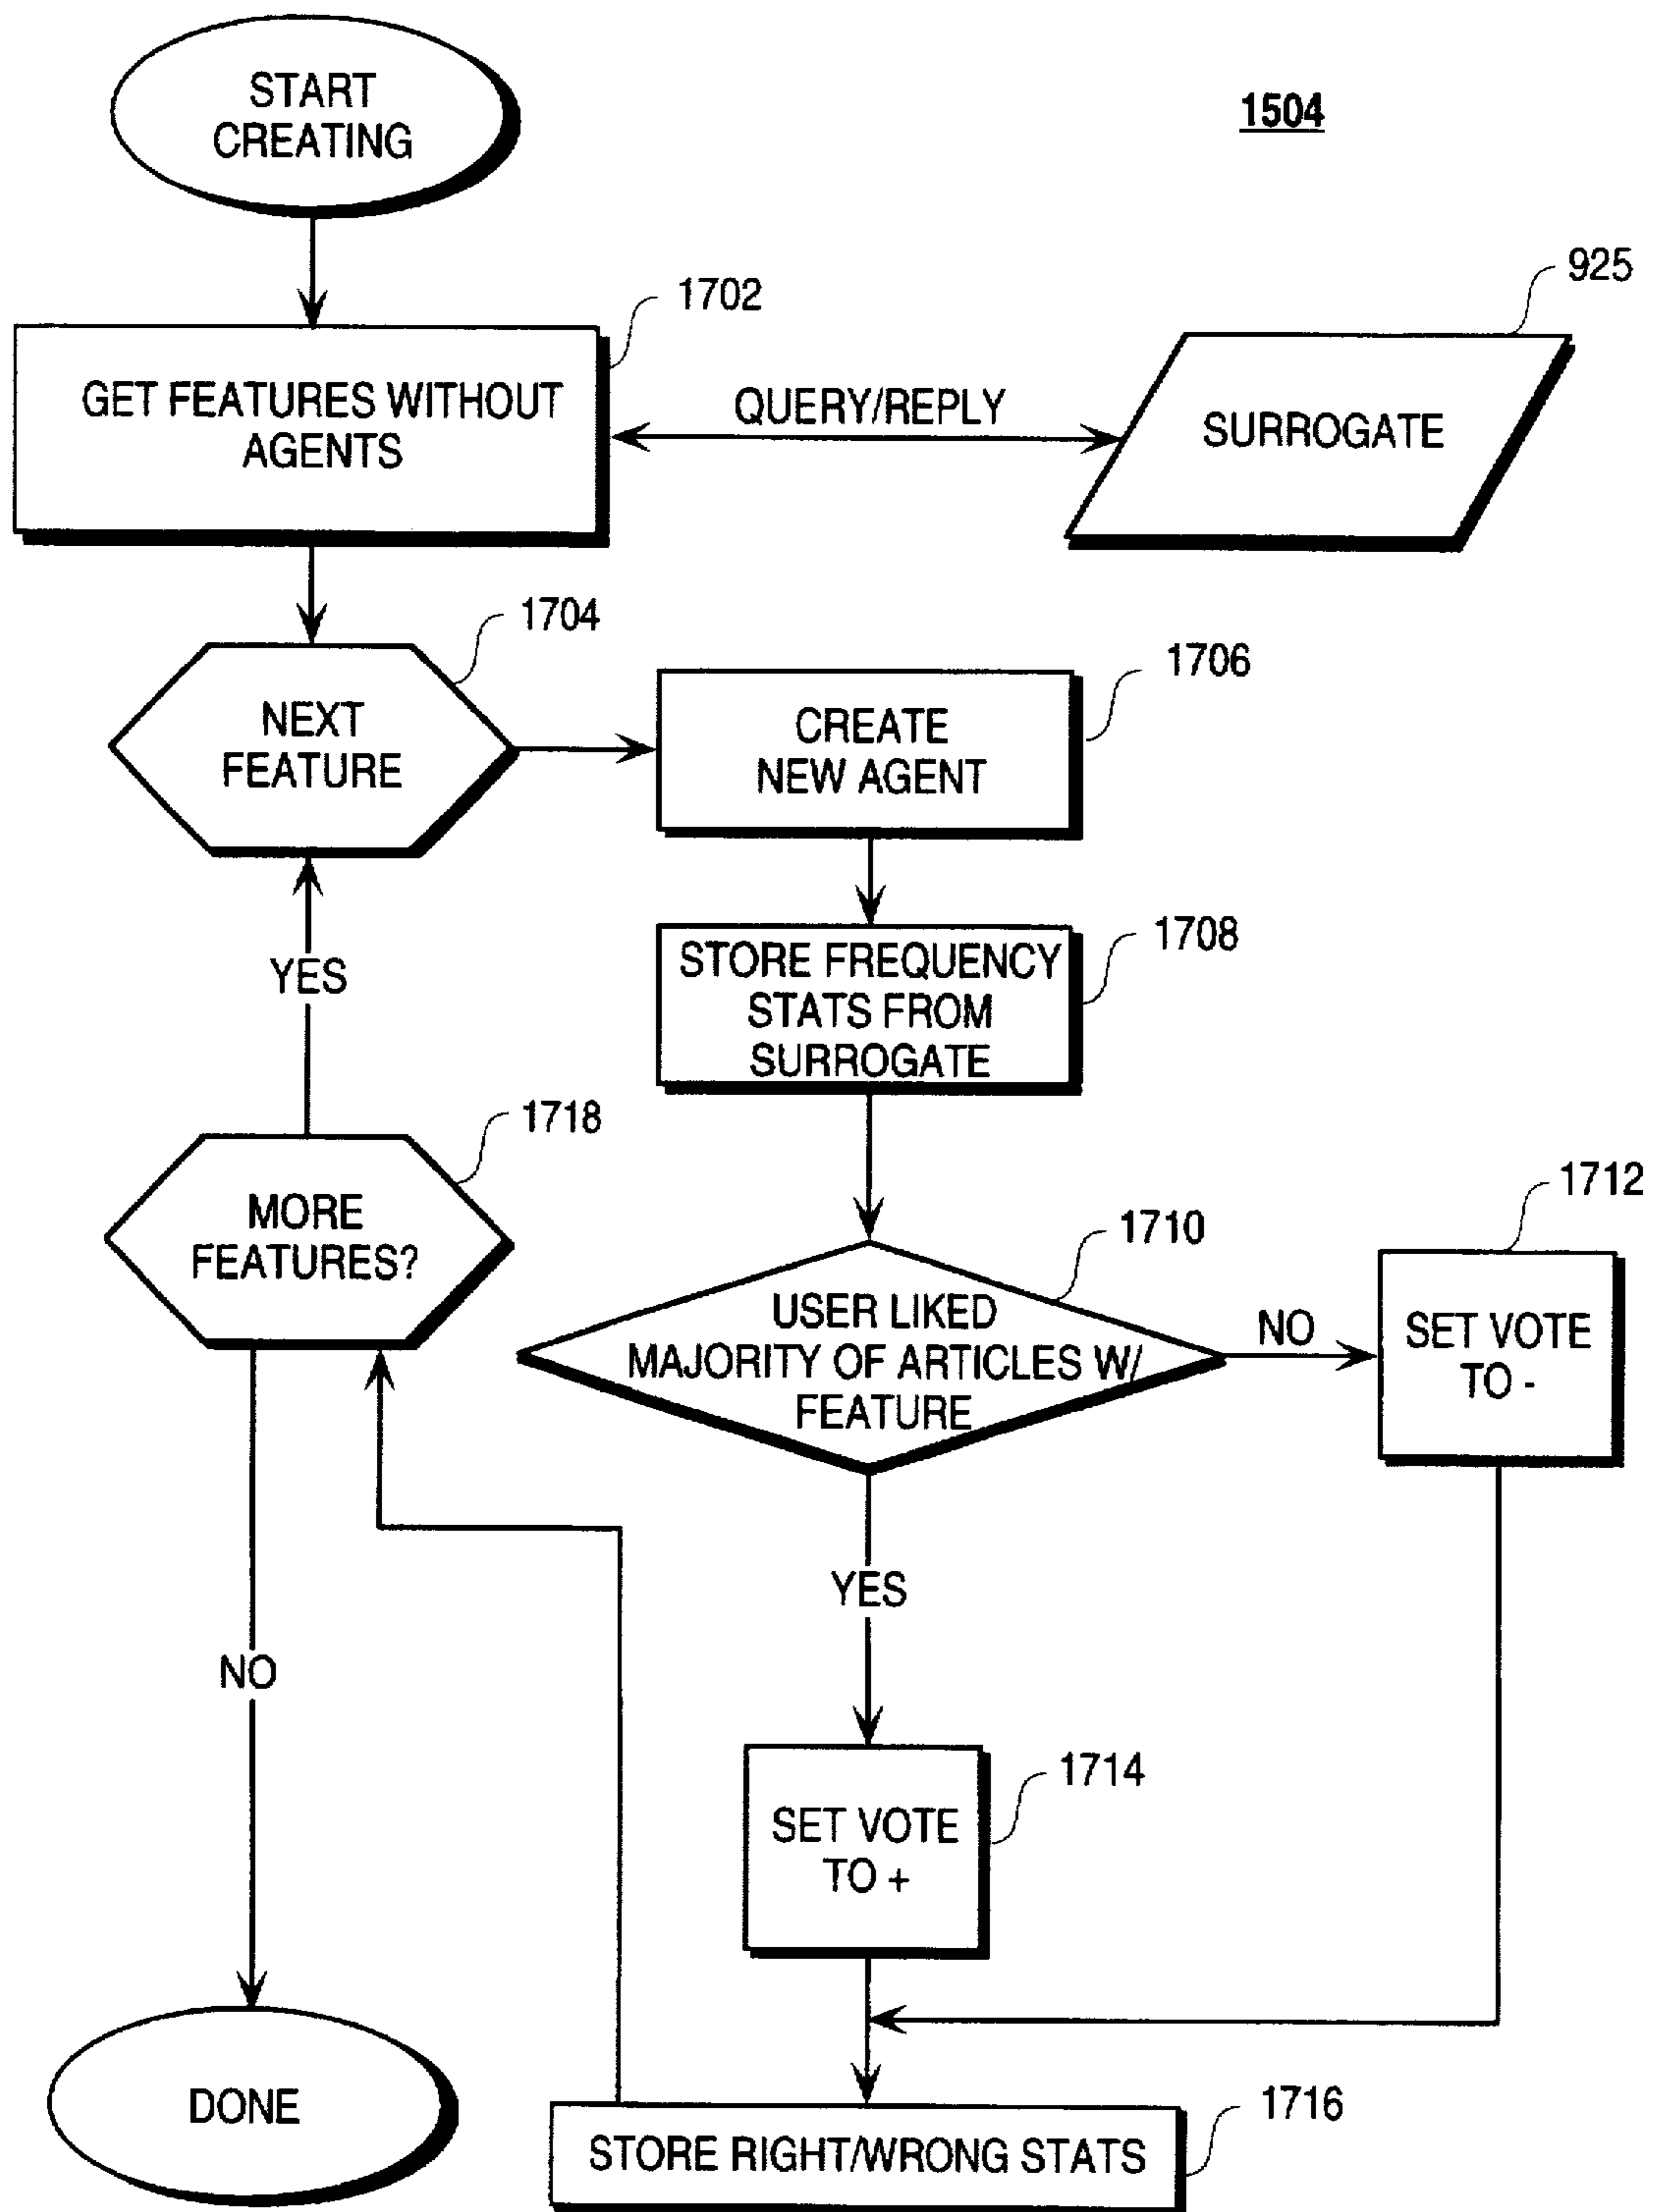 START
CREATING
1504
1702
925
GET FEATURES WITHOUT
AGENTS
QUERY/REPLY
SURROGATE
1704
NEXT
FEATURE
1706
CREATE
NEW AGENT
YES
1708
STORE FREQUENCY
STATS FROM
SURROGATE
1718
MORE
FEATURES?
1710
USER LIKED
MAJORITY OF ARTICLES W/
FEATURE
NO
1712
SET VOTE
TO -
YES
NO
1714
SET VOTE
TO +
DONE
1716
STORE RIGHT/WRONG STATS